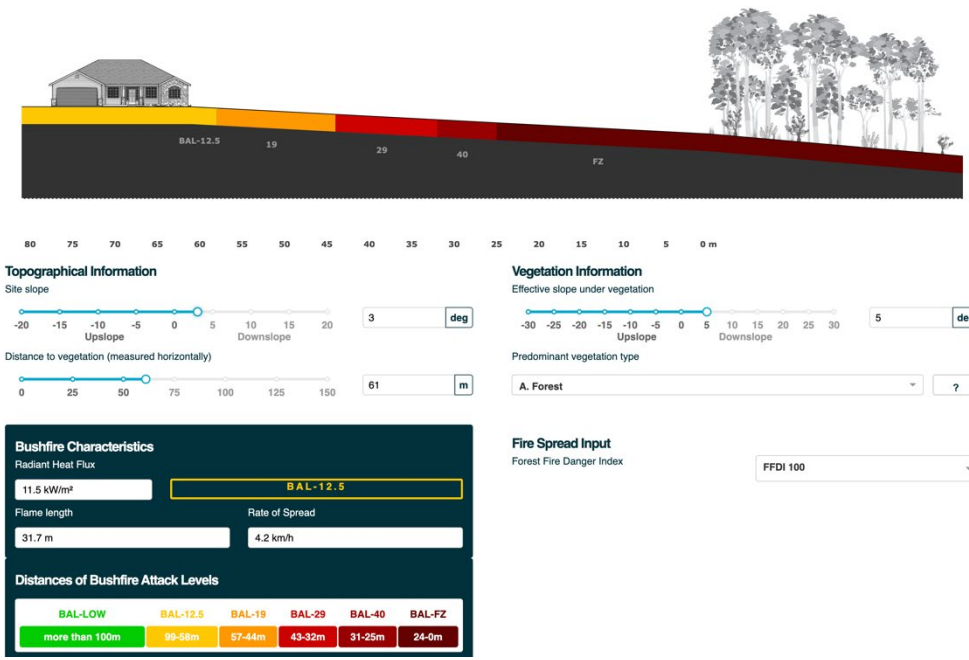 BAL-12.5
19
29
40
FZ
80 75 70 65 60 55 50 45 40 35 30 25 20 15 10 5 0 m
Topographical Information
Site slope
-20 -15 -10 -5 0 5 10 15 20
Upslope Downslope
3 deg
Distance to vegetation (measured horizontally)
0 25 50 75 100 125 150
61 m
Vegetation Information
Effective slope under vegetation
-30 -25 -20 -15 -10 -5 0 5 10 15 20 25 30
Upslope Downslope
5 de
Predominant vegetation type
A. Forest
?
Bushfire Characteristics
Radiant Heat Flux
11.5 kW/m²
BAL-12.5
Flame length Rate of Spread
31.7 m 4.2 km/h
Fire Spread Input
Forest Fire Danger Index
FFDI 100
Distances of Bushfire Attack Levels
BAL-LOW BAL-12.5 BAL-19 BAL-29 BAL-40 BAL-FZ
more than 100m 99-58m 57-44m 43-32m 31-25m 24-0m